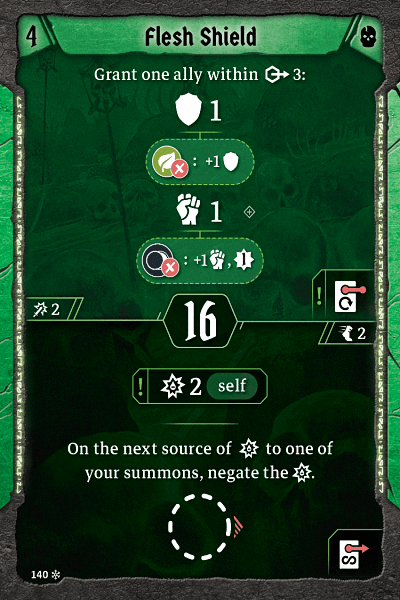 4
Flesh Shield
Grant one ally within 3:
1
: +1
1
: +1 ,
!
2
16
2
! 2 self
On the next source of to one of
your summons, negate the .
S
140